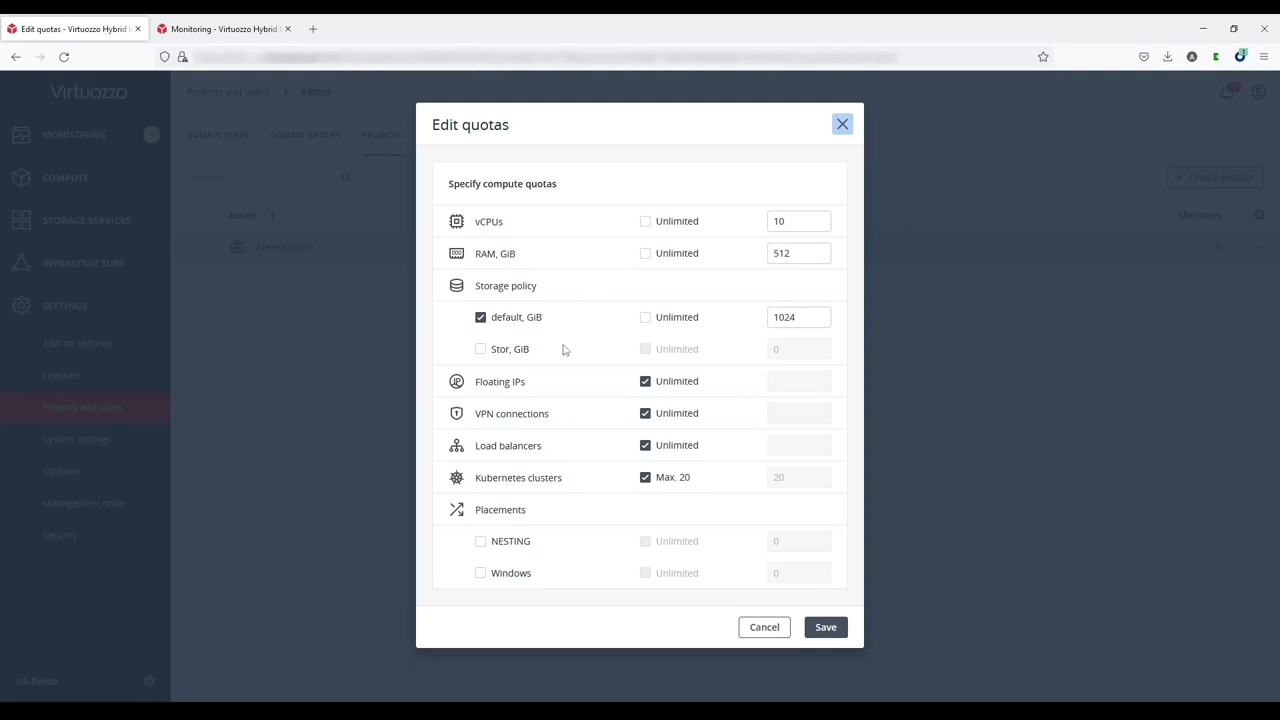 Edit quotas - Virtuozzo Hybrid I
Monitoring - Virtuozzo Hybrid I
Virtuozzo
Projects and users > ABtest
MONITORING
DOMAIN USERS DOMAIN GROUPS PROJECTS
COMPUTE
Search
Create project
STORAGE SERVICES
Name Members
ABtestproject 0
INFRASTRUCTURE
SETTINGS
Add-on services
Licenses
Projects and users
System settings
Updates
Management node
Security
US-Demo
Edit quotas
Specify compute quotas
vCPUs Unlimited 10
RAM, GiB Unlimited 512
Storage policy
default, GiB Unlimited 1024
Stor, GiB Unlimited 0
Floating IPs Unlimited
VPN connections Unlimited
Load balancers Unlimited
Kubernetes clusters Max. 20 20
Placements
NESTING Unlimited 0
Windows Unlimited 0
Cancel Save